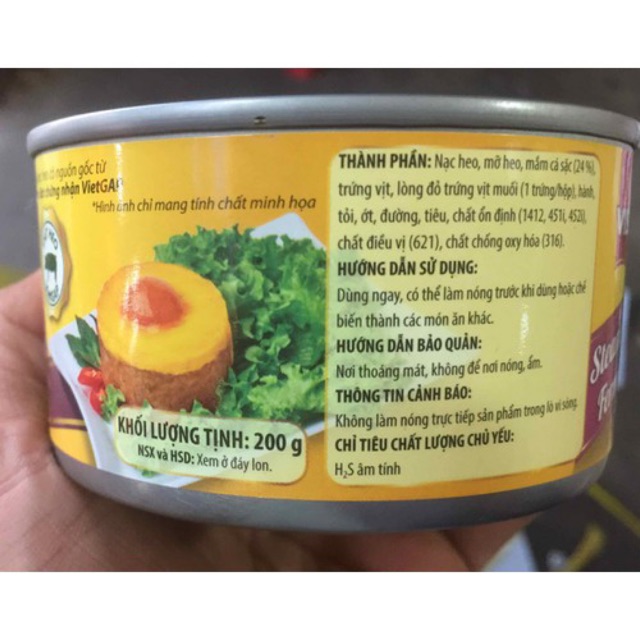 nguồn gốc từ
chứng nhận VietGAP
*Hình ảnh chỉ mang tính chất minh họa
KHỐI LƯỢNG TỊNH: 200 g
NSX và HSD: Xem ở đáy lon.
THÀNH PHẦN: Nạc heo, mỡ heo, mắm cá sặc (24 %),
trứng vịt, lòng đỏ trứng vịt muối (1 trứng/hộp), hành,
tỏi, ớt, đường, tiêu, chất ổn định (1412, 451i, 452i),
chất điều vị (621), chất chống oxy hóa (316).
HƯỚNG DẪN SỬ DỤNG:
Dùng ngay, có thể làm nóng trước khi dùng hoặc chế
biến thành các món ăn khác.
HƯỚNG DẪN BẢO QUẢN:
Nơi thoáng mát, không để nơi nóng, ẩm.
THÔNG TIN CẢNH BÁO:
Không làm nóng trực tiếp sản phẩm trong lò vi sóng.
CHỈ TIÊU CHẤT LƯỢNG CHỦ YẾU:
H₂S âm tính